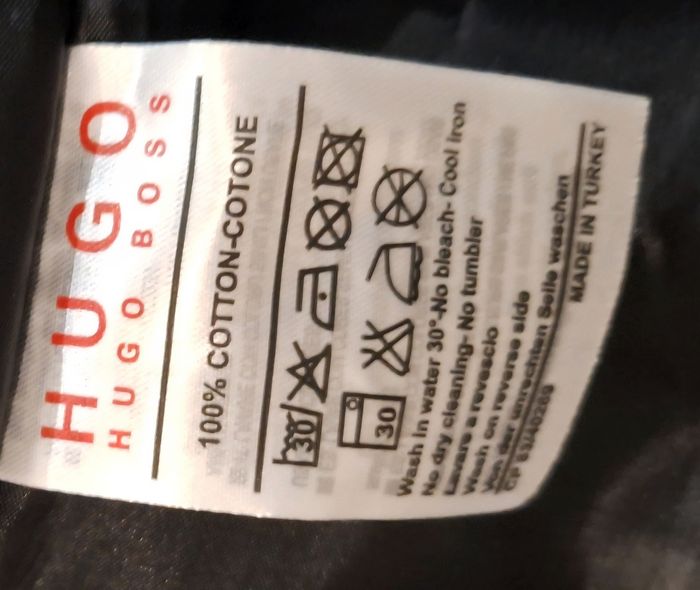 HUGO
HUGO BOSS
100% COTTON-COTONE
30
30
Wash in water 30°-No bleach- Cool iron
No dry cleaning- No tumbler
Lavare a rovescio
Wash on reverse side
Von der unrechten Seite waschen
MADE IN TURKEY